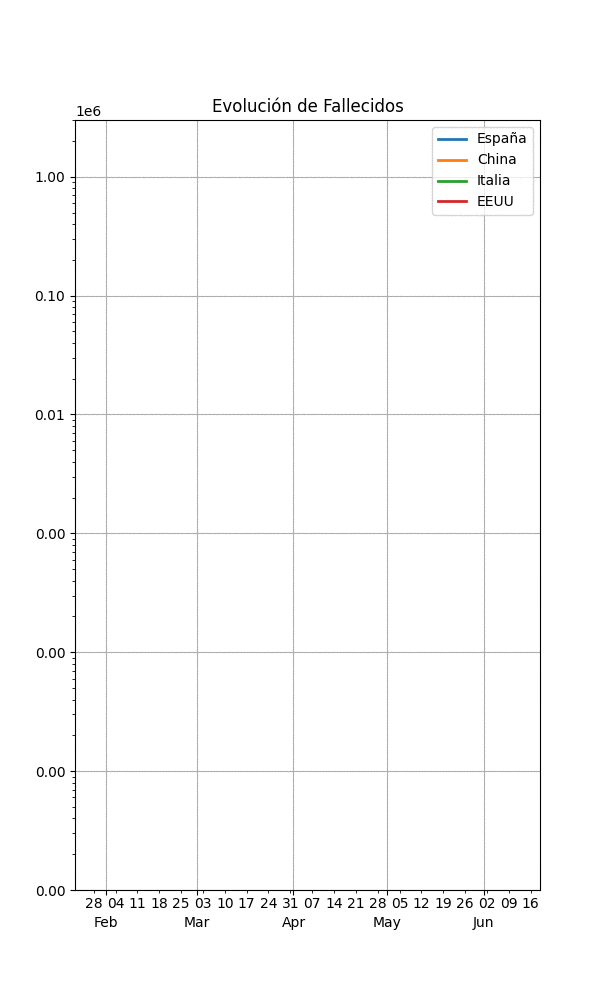 Evolución de Fallecidos
1e6
España
China
Italia
EEUU
1.00
0.10
0.01
0.00
0.00
0.00
0.00
28 04 11 18 25 03 10 17 24 31 07 14 21 28 05 12 19 26 02 09 16
Feb Mar Apr May Jun